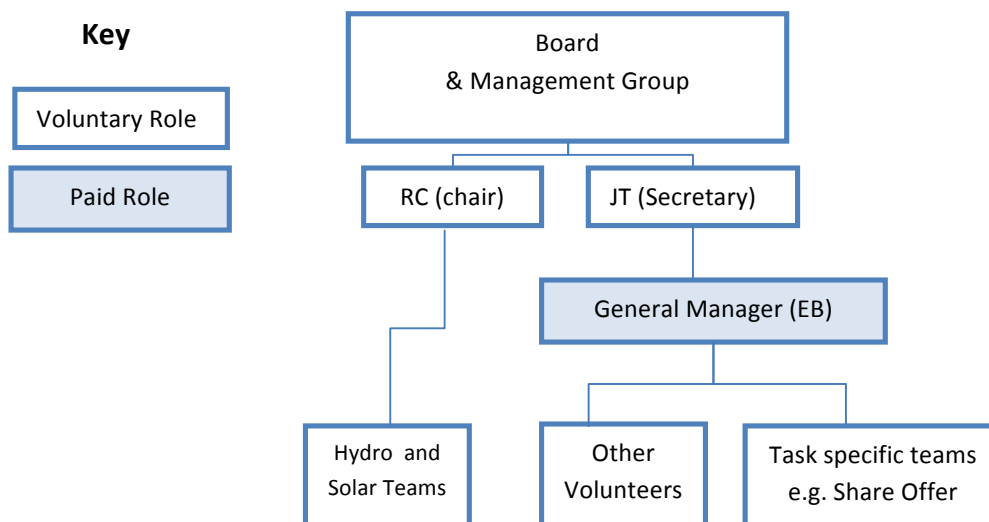 Key
Voluntary Role
Paid Role
Board
& Management Group
RC (chair)
JT (Secretary)
General Manager (EB)
Hydro and
Solar Teams
Other
Volunteers
Task specific teams
e.g. Share Offer